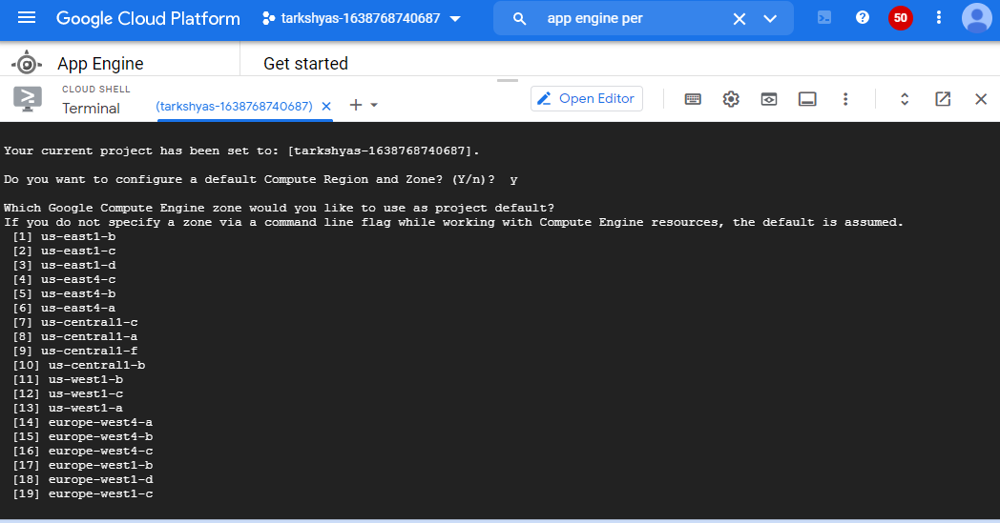 Google Cloud Platform
tarkshyas-1638768740687
app engine per
50
App Engine
Get started
CLOUD SHELL
Terminal
(tarkshyas-1638768740687)
Open Editor
Your current project has been set to: [tarkshyas-1638768740687].
Do you want to configure a default Compute Region and Zone? (Y/n)?  y
Which Google Compute Engine zone would you like to use as project default?
If you do not specify a zone via a command line flag while working with Compute Engine resources, the default is assumed.
[1] us-east1-b
[2] us-east1-c
[3] us-east1-d
[4] us-east4-c
[5] us-east4-b
[6] us-east4-a
[7] us-central1-c
[8] us-central1-a
[9] us-central1-f
[10] us-central1-b
[11] us-west1-b
[12] us-west1-c
[13] us-west1-a
[14] europe-west4-a
[15] europe-west4-b
[16] europe-west4-c
[17] europe-west1-b
[18] europe-west1-d
[19] europe-west1-c